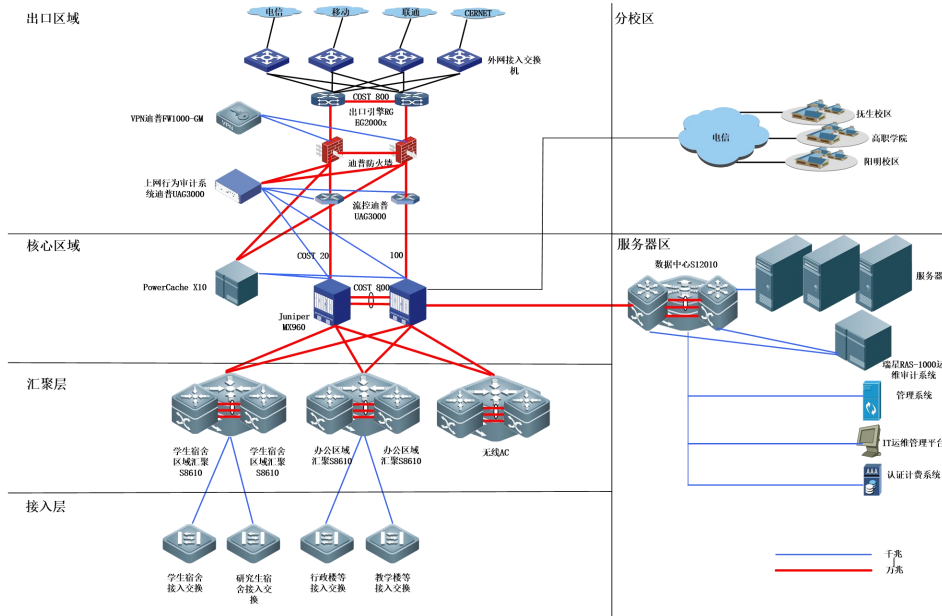 出口区域
电信
移动
联通
CERNET
外网接入交换
机
COST 800
出口引擎RG
EG2000x
VPN迪普FW1000-GM
迪普防火墙
上网行为审计系
统迪普UAG3000
流控迪普
UAG3000
分校区
电信
抚生校区
高职学院
阳明校区
核心区域
COST 20
100
PowerCache X10
COST 800
Juniper
MX960
服务器区
数据中心S12010
服务器
瑞星RAS-1000运
维审计系统
管理系统
IT运维管理平台
认证计费系统
汇聚层
学生宿舍
区域汇聚
S8610
学生宿舍
区域汇聚
S8610
办公区域
汇聚S8610
办公区域
汇聚S8610
无线AC
接入层
学生宿舍
接入交换
研究生宿
舍接入交
换
行政楼等
接入交换
教学楼等
接入交换
千兆
万兆